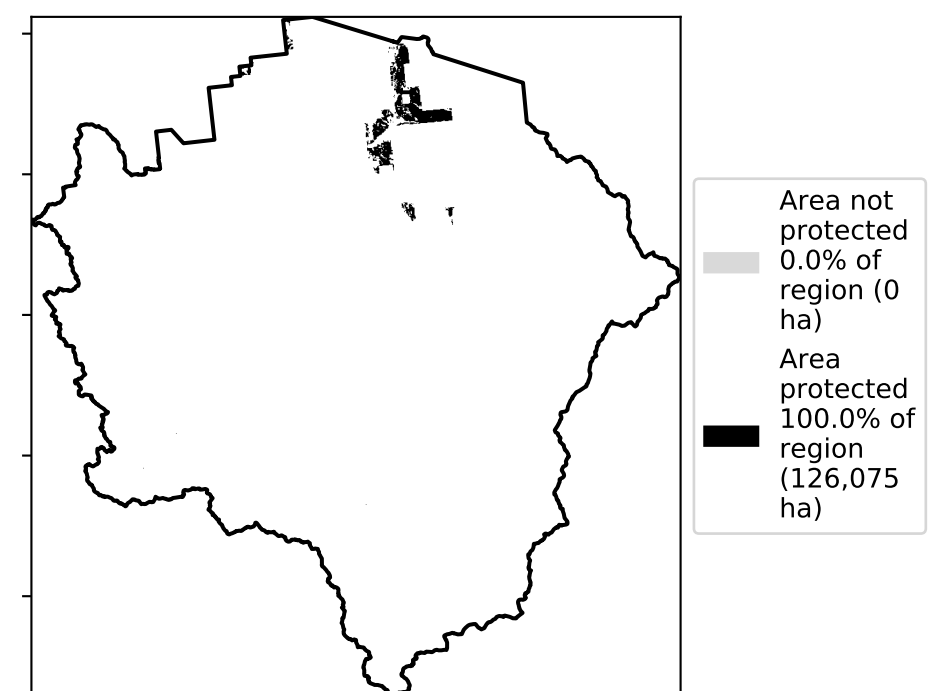 Area not
protected
0.0% of
region (0
ha)
Area
protected
100.0% of
region
(126,075
ha)